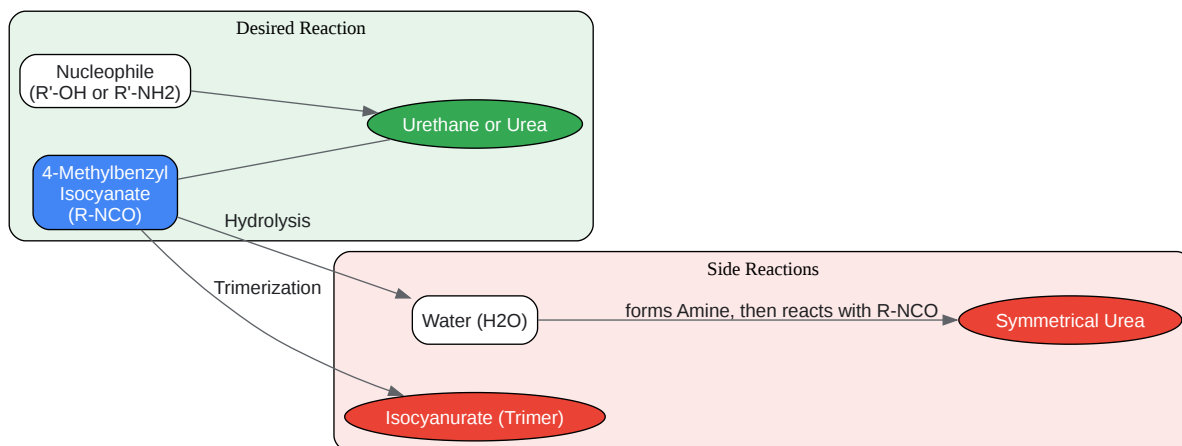 Desired Reaction
Nucleophile
(R'-OH or R'-NH2)
Urethane or Urea
4-Methylbenzyl
Isocyanate
(R-NCO)
Hydrolysis
Trimerization
Side Reactions
Water (H2O)
forms Amine, then reacts with R-NCO
Symmetrical Urea
Isocyanurate (Trimer)